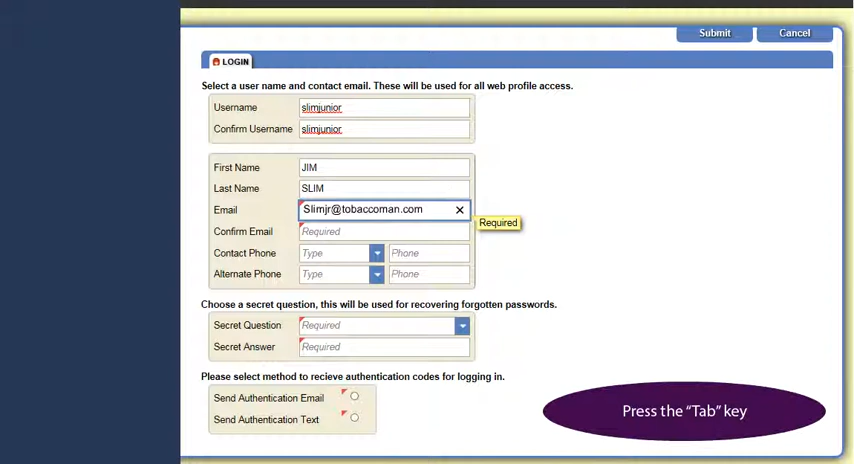 Submit Cancel
LOGIN
Select a user name and contact email. These will be used for all web profile access.
Username slimjunior
Confirm Username slimjunior
First Name JIM
Last Name SLIM
Email Slimjr@tobaccoman.com ✕
Required
Confirm Email Required
Contact Phone Type Phone
Alternate Phone Type Phone
Choose a secret question, this will be used for recovering forgotten passwords.
Secret Question Required
Secret Answer Required
Please select method to recieve authentication codes for logging in.
Send Authentication Email
Send Authentication Text
Press the “Tab” key